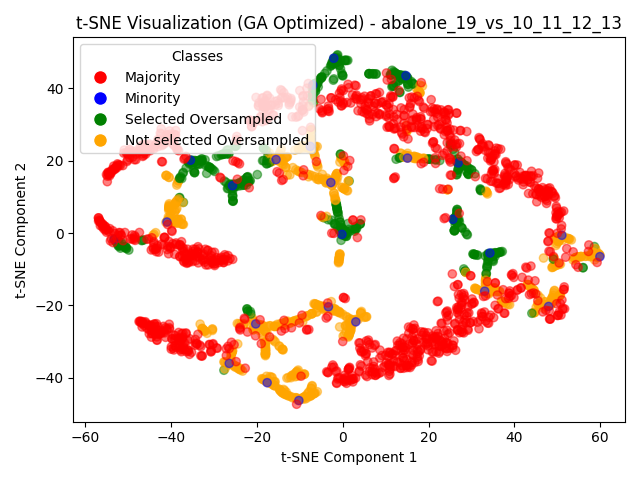 t-SNE Visualization (GA Optimized) - abalone_19_vs_10_11_12_13
Classes
Majority
Minority
Selected Oversampled
Not selected Oversampled
40
20
0
−20
−40
t-SNE Component 2
−60 −40 −20 0 20 40 60
t-SNE Component 1